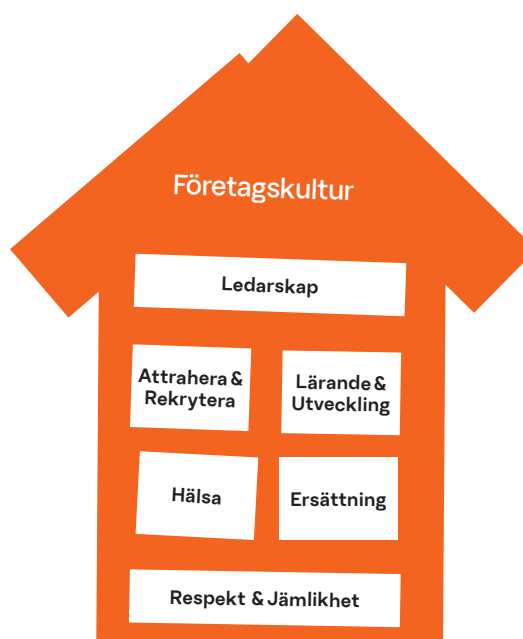 Företagskultur
Ledarskap
Attrahera &
Rekrytera
Lärande &
Utveckling
Hälsa
Ersättning
Respekt & Jämlikhet